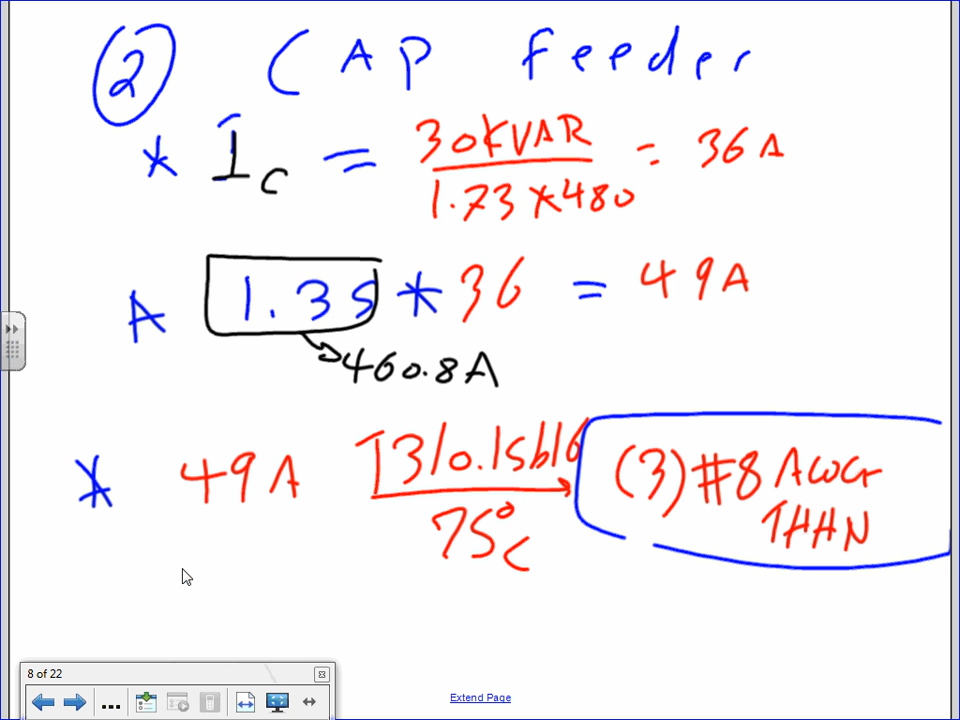 ② CAP Feeder
* Ic = 30KVAR / 1.73*480 = 36A
* 1.35 * 36 = 49A
460.8A
* 49A T310.15b16 / 75°C (3) #8 AWG THHN
8 of 22
Extend Page